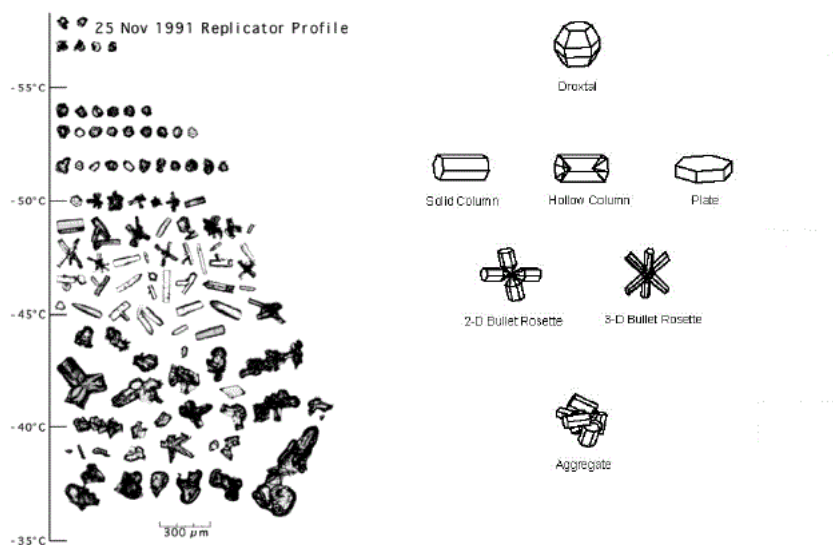 25 Nov 1991 Replicator Profile
-55°C
-50°C
-45°C
-40°C
-35°C
300 µm
Droxtal
Solid Column
Hollow Column
Plate
2-D Bullet Rosette
3-D Bullet Rosette
Aggregate